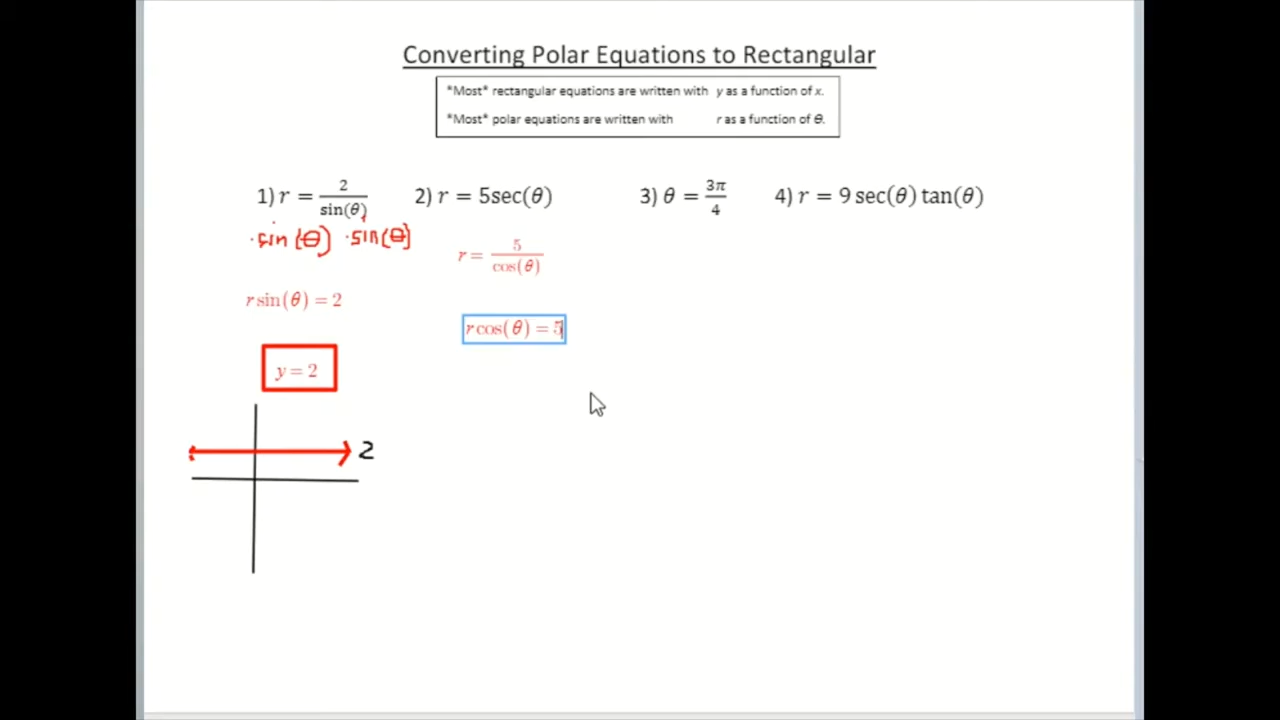 Converting Polar Equations to Rectangular
*Most* rectangular equations are written with y as a function of x.
*Most* polar equations are written with r as a function of θ.
1) r = 2/sin(θ) 2) r = 5sec(θ) 3) θ = 3π/4 4) r = 9 sec(θ) tan(θ)
·sin(θ) ·sin(θ)
r = 5/cos(θ)
r sin(θ) = 2
r cos(θ) = 5
y = 2
2